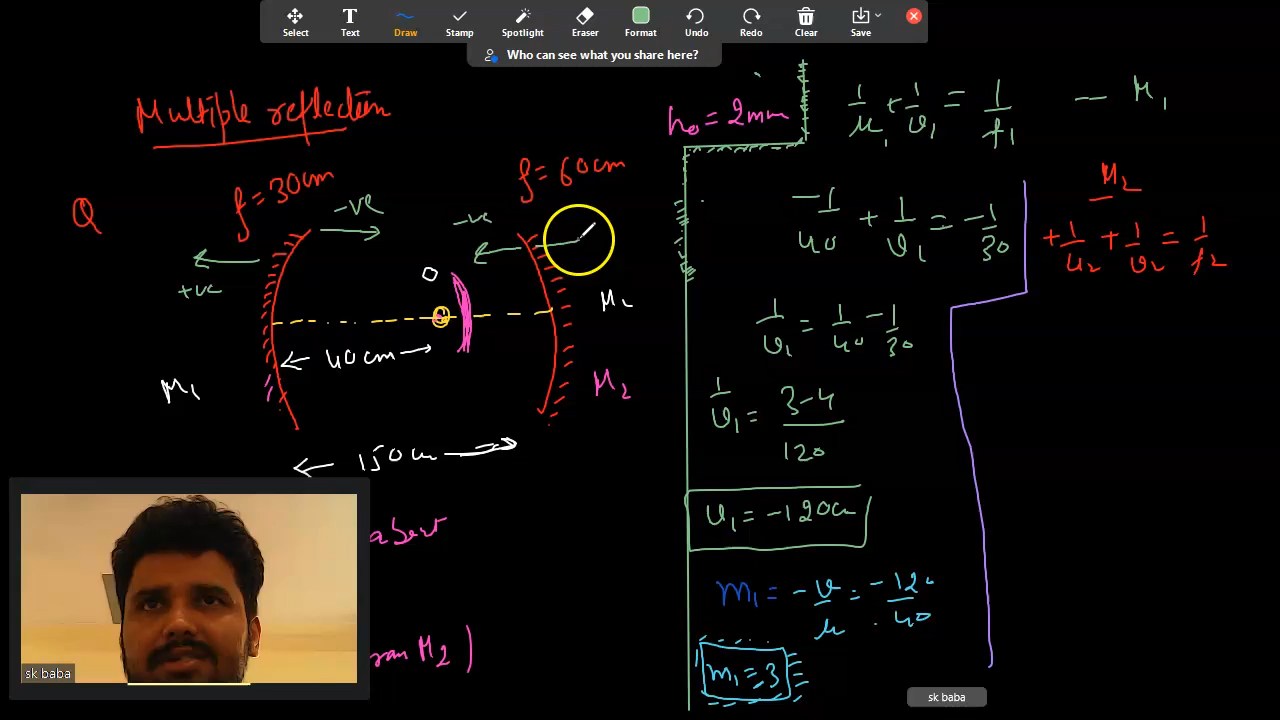 Select Text Draw Stamp Spotlight Eraser Format Undo Redo Clear Save
Who can see what you share here?
Multiple reflection
Q
f = 30cm
-ve
+ve
f = 60cm
-ve
O
40cm
150cm
M1
M2
M2
h₀ = 2mm
1/u₁ + 1/v₁ = 1/f₁ — M1
-1/40 + 1/v₁ = -1/30
1/v₁ = 1/40 - 1/30
1/v₁ = 3-4/120
v₁ = -120cm
m₁ = -v/u = -120/40
m₁ = -3
M2
+1/u₂ + 1/v₂ = 1/f₂
M2)
sk baba
sk baba